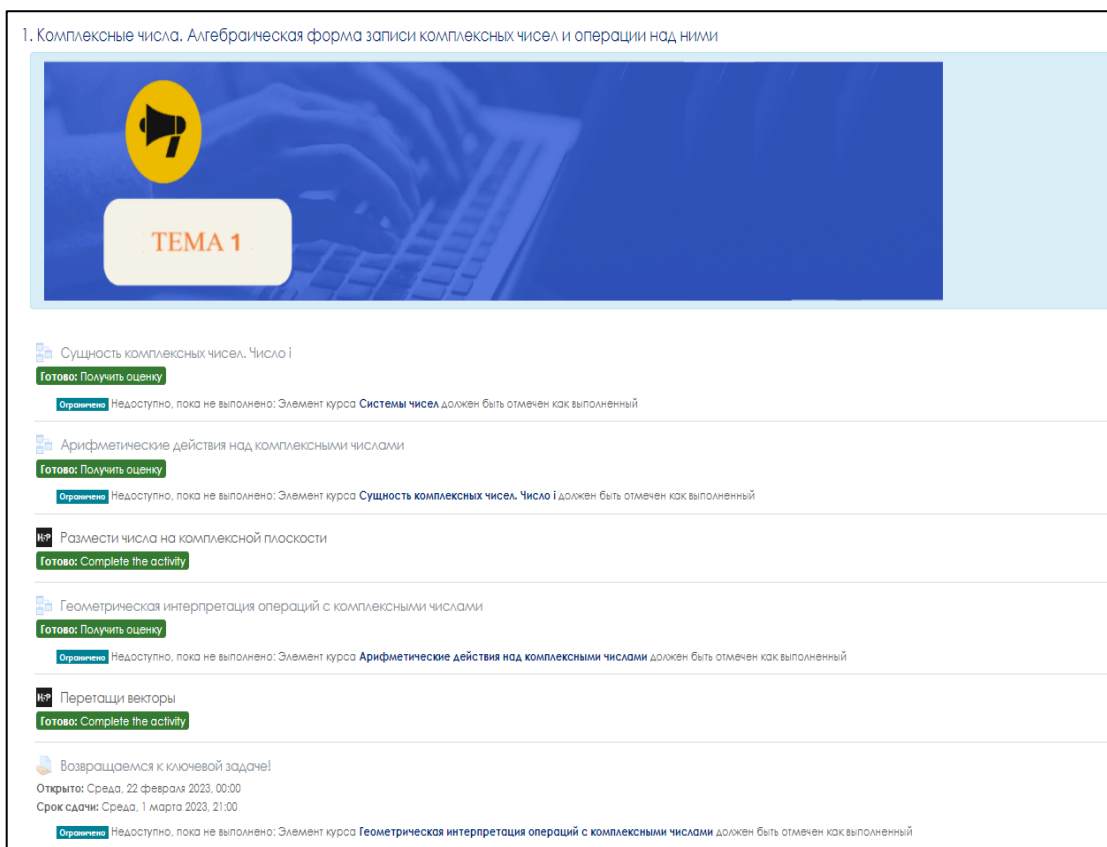 1. Комплексные числа. Алгебраическая форма записи комплексных чисел и операции над ними
ТЕМА 1
Сущность комплексных чисел. Число i
Готово: Получить оценку
Ограничено Недоступно, пока не выполнено: Элемент курса Системы чисел должен быть отмечен как выполненный
Арифметические действия над комплексными числами
Готово: Получить оценку
Ограничено Недоступно, пока не выполнено: Элемент курса Сущность комплексных чисел. Число i должен быть отмечен как выполненный
H5P Размести числа на комплексной плоскости
Готово: Complete the activity
Геометрическая интерпретация операций с комплексными числами
Готово: Получить оценку
Ограничено Недоступно, пока не выполнено: Элемент курса Арифметические действия над комплексными числами должен быть отмечен как выполненный
H5P Перетащи векторы
Готово: Complete the activity
Возвращаемся к ключевой задаче!
Открыто: Среда, 22 февраля 2023, 00:00
Срок сдачи: Среда, 1 марта 2023, 21:00
Ограничено Недоступно, пока не выполнено: Элемент курса Геометрическая интерпретация операций с комплексными числами должен быть отмечен как выполненный